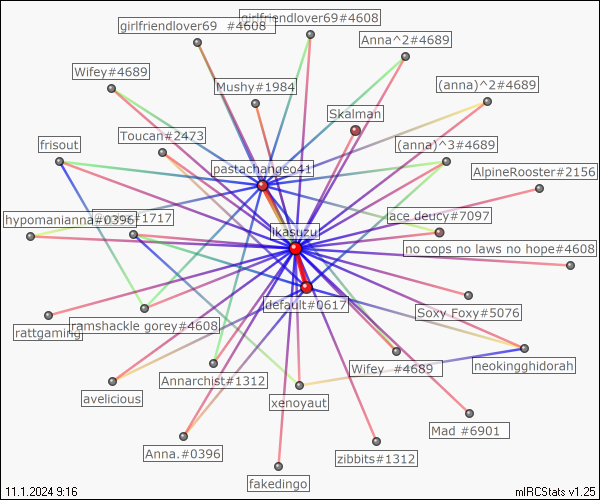 girlfriendlover69 #4608
girlfriendlover69#4608
Anna^2#4689
Wifey#4689
Mushy#1984
(anna)^2#4689
Skalman
frisout
Toucan#2473
(anna)^3#4689
pastachangeo41
AlpineRooster#2156
hypomanianna#0396
#1717
ace deucy#7097
likasuzu
no cops no laws no hope#4608
default#0617
Soxy Foxy#5076
rattgaming
ramshackle gorey#4608
Wifey #4689
neokingghidorah
Annarchist#1312
avelicious
xenoyaut
Mad #6901
Anna.#0396
zibbits#1312
fakedingo
11.1.2024 9:16
mIRCStats v1.25